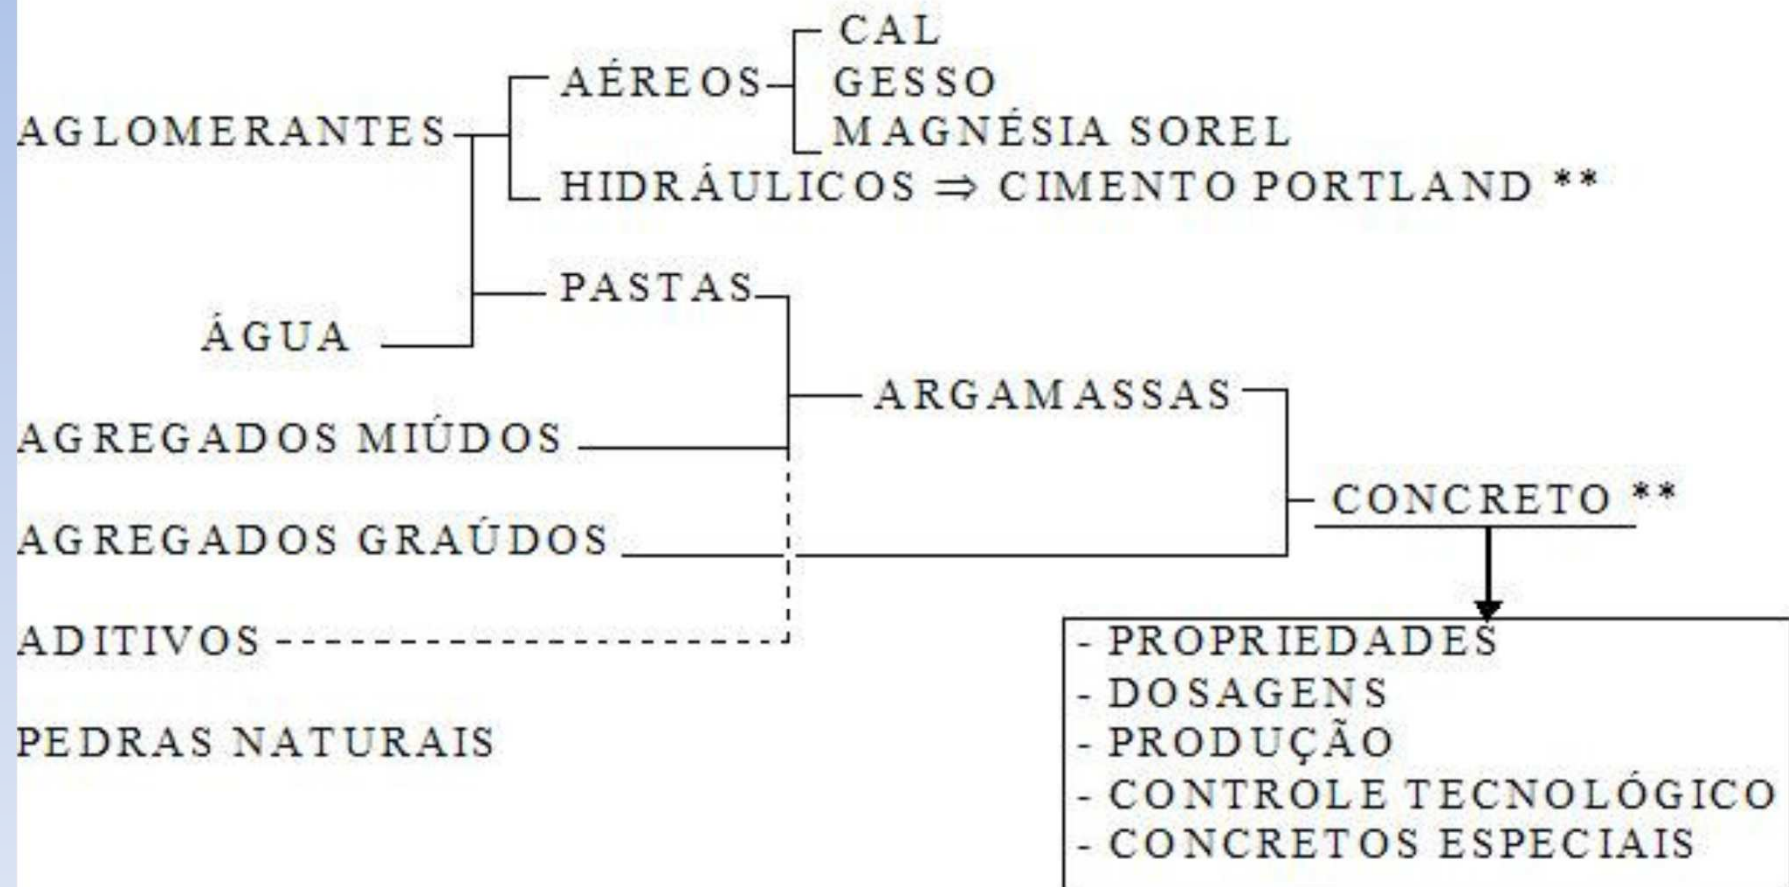 CAL
AÉREOS
GESSO
AGLOMERANTES
MAGNÉSIA SOREL
HIDRÁULICOS ⇒ CIMENTO PORTLAND **
PASTAS
ÁGUA
ARGAMASSAS
AGREGADOS MIÚDOS
CONCRETO **
AGREGADOS GRAÚDOS
ADITIVOS
- PROPRIEDADES
- DOSAGENS
PEDRAS NATURAIS
- PRODUÇÃO
- CONTROLE TECNOLÓGICO
- CONCRETOS ESPECIAIS